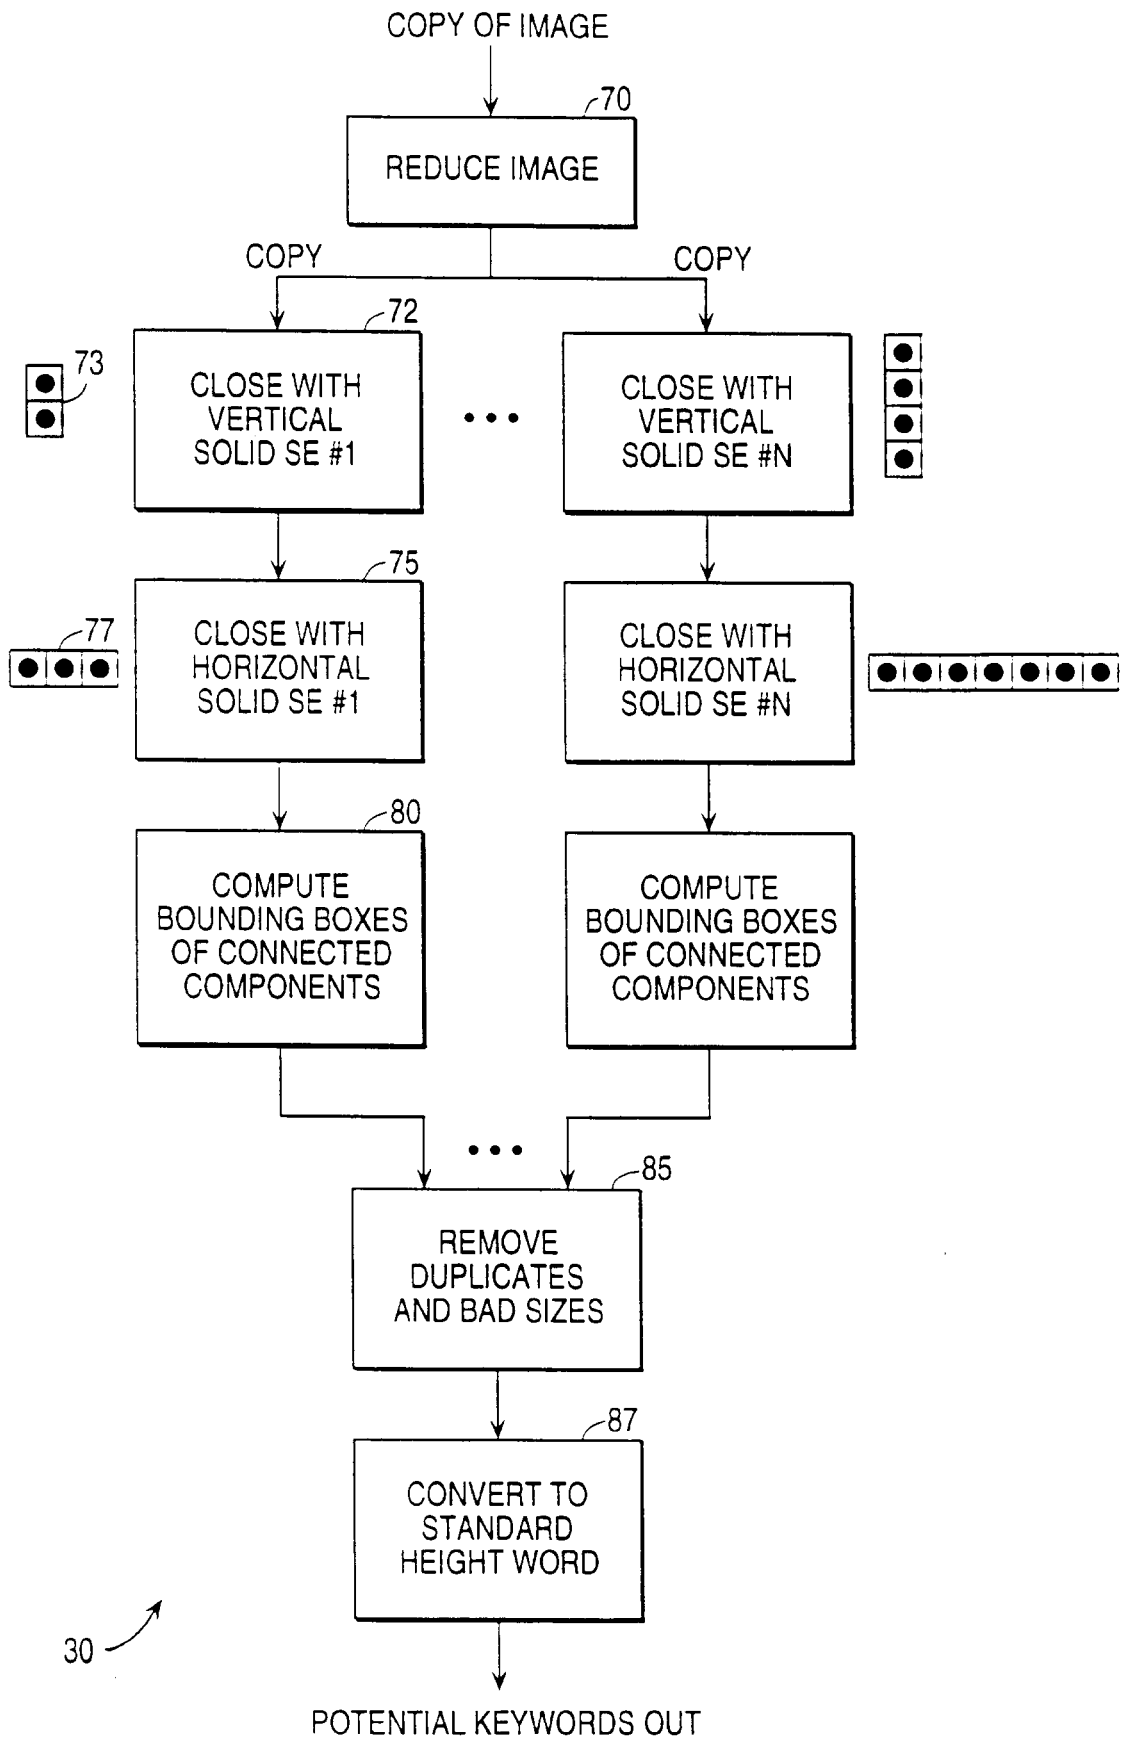 COPY OF IMAGE
70
REDUCE IMAGE
COPY
COPY
72
73
CLOSE WITH
VERTICAL
SOLID SE #1
CLOSE WITH
VERTICAL
SOLID SE #N
75
77
CLOSE WITH
HORIZONTAL
SOLID SE #1
CLOSE WITH
HORIZONTAL
SOLID SE #N
80
COMPUTE
BOUNDING BOXES
OF CONNECTED
COMPONENTS
COMPUTE
BOUNDING BOXES
OF CONNECTED
COMPONENTS
85
REMOVE
DUPLICATES
AND BAD SIZES
87
CONVERT TO
STANDARD
HEIGHT WORD
30
POTENTIAL KEYWORDS OUT